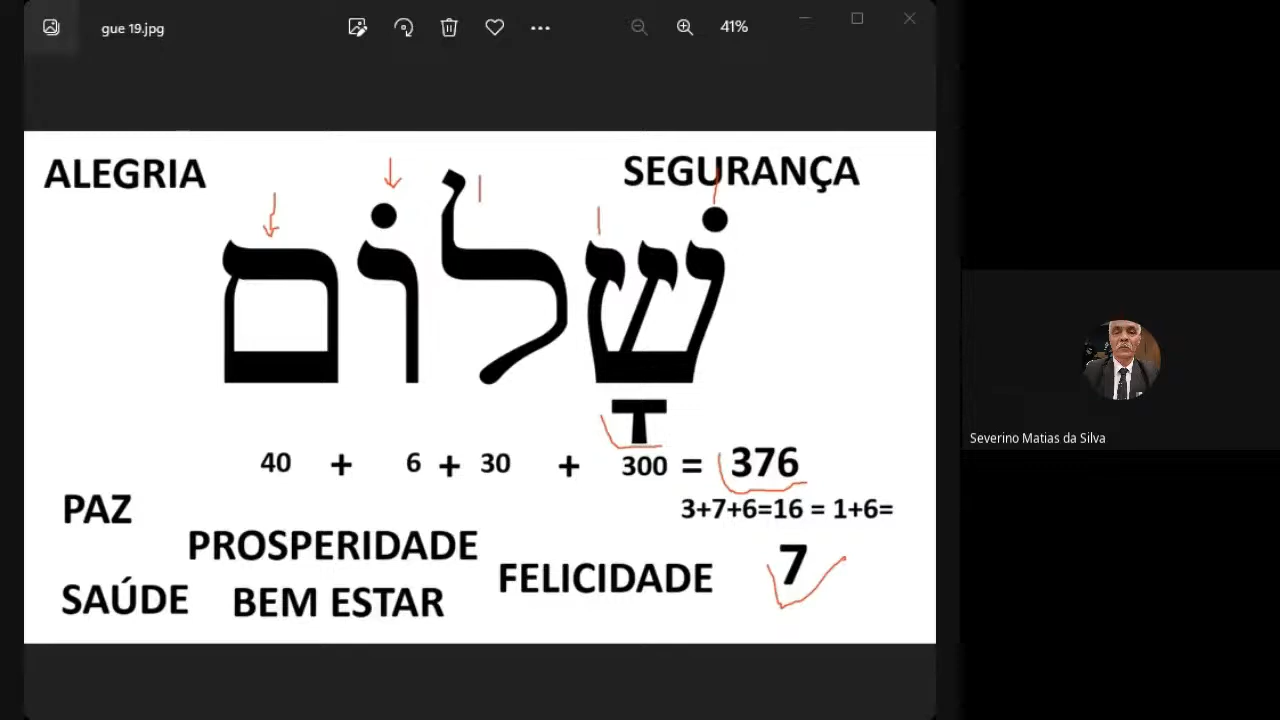 gue 19.jpg
41%
ALEGRIA
SEGURANÇA
שָׁלוֹם
40 + 6 + 30 + 300 = 376
3+7+6=16 = 1+6=
7
PAZ
PROSPERIDADE
FELICIDADE
SAÚDE
BEM ESTAR
Severino Matias da Silva